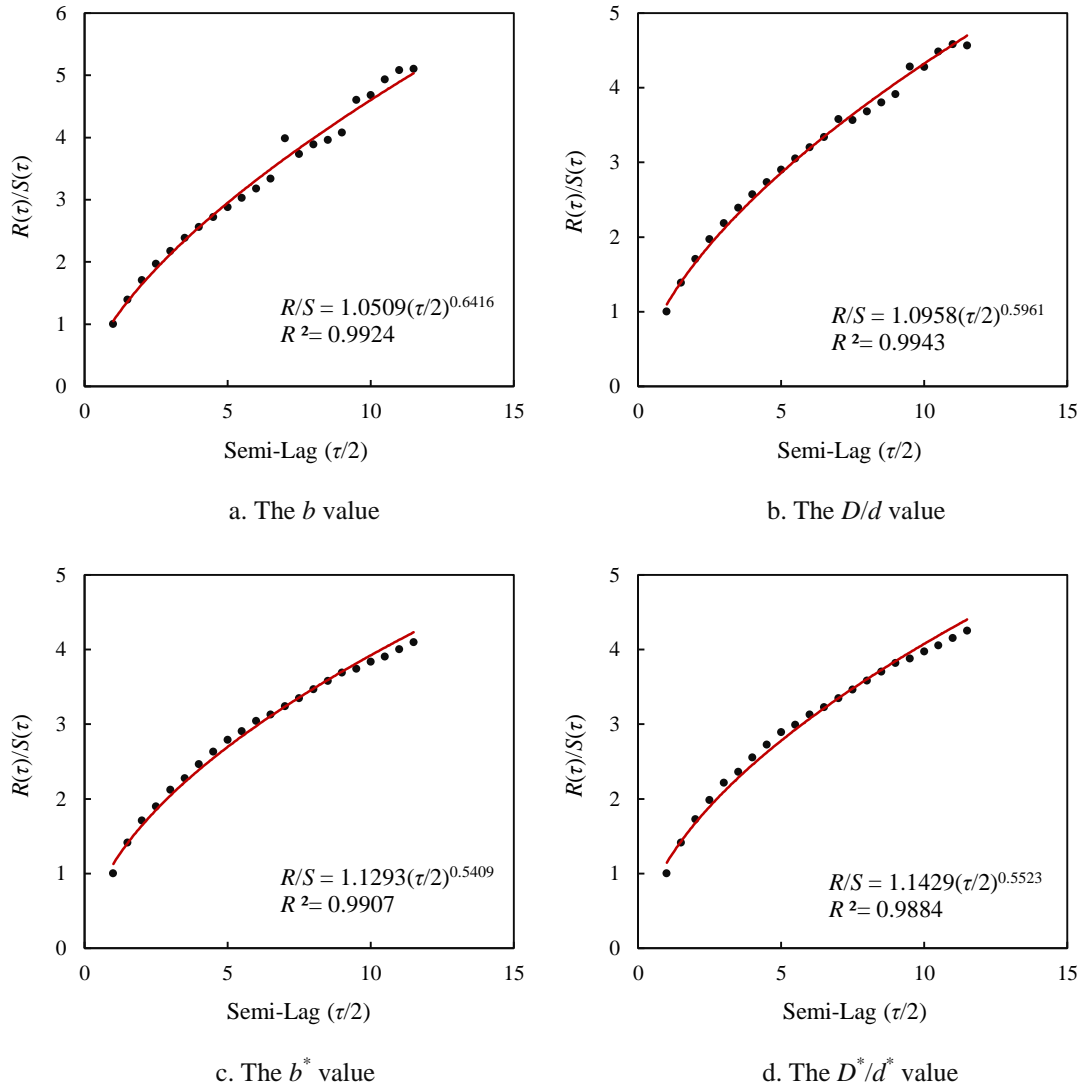 6
5
4
3
2
1
0
R(τ)/S(τ)
R/S = 1.0509(τ/2)^0.6416
R² = 0.9924
0 5 10 15
Semi-Lag (τ/2)
a. The b value
5
4
3
2
1
0
R(τ)/S(τ)
R/S = 1.0958(τ/2)^0.5961
R² = 0.9943
0 5 10 15
Semi-Lag (τ/2)
b. The D/d value
5
4
3
2
1
0
R(τ)/S(τ)
R/S = 1.1293(τ/2)^0.5409
R² = 0.9907
0 5 10 15
Semi-Lag (τ/2)
c. The b* value
5
4
3
2
1
0
R(τ)/S(τ)
R/S = 1.1429(τ/2)^0.5523
R² = 0.9884
0 5 10 15
Semi-Lag (τ/2)
d. The D*/d* value